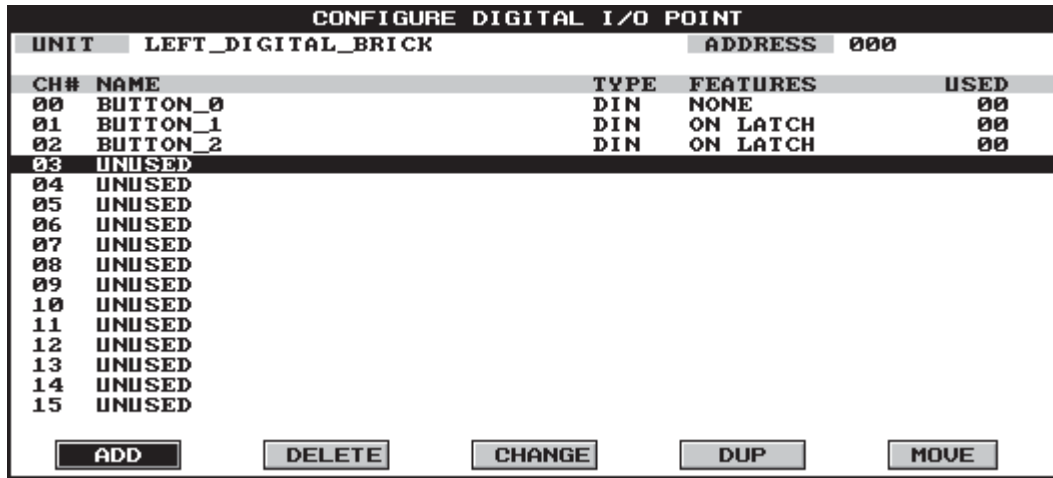 CONFIGURE DIGITAL I/O POINT
UNIT LEFT_DIGITAL_BRICK ADDRESS 000
CH# NAME TYPE FEATURES USED
00 BUTTON_0 DIN NONE 00
01 BUTTON_1 DIN ON LATCH 00
02 BUTTON_2 DIN ON LATCH 00
03 UNUSED
04 UNUSED
05 UNUSED
06 UNUSED
07 UNUSED
08 UNUSED
09 UNUSED
10 UNUSED
11 UNUSED
12 UNUSED
13 UNUSED
14 UNUSED
15 UNUSED
ADD DELETE CHANGE DUP MOVE